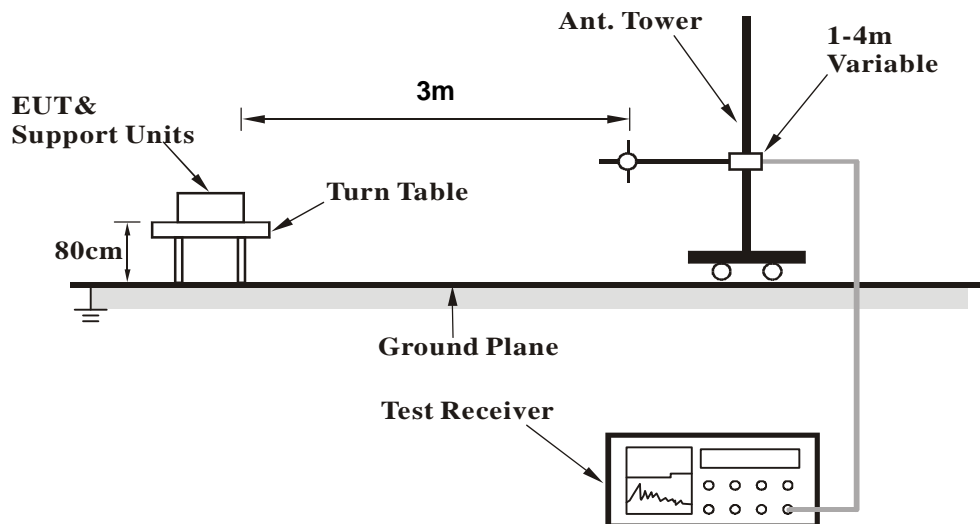 Ant. Tower
1-4m
Variable
3m
EUT&
Support Units
Turn Table
80cm
Ground Plane
Test Receiver